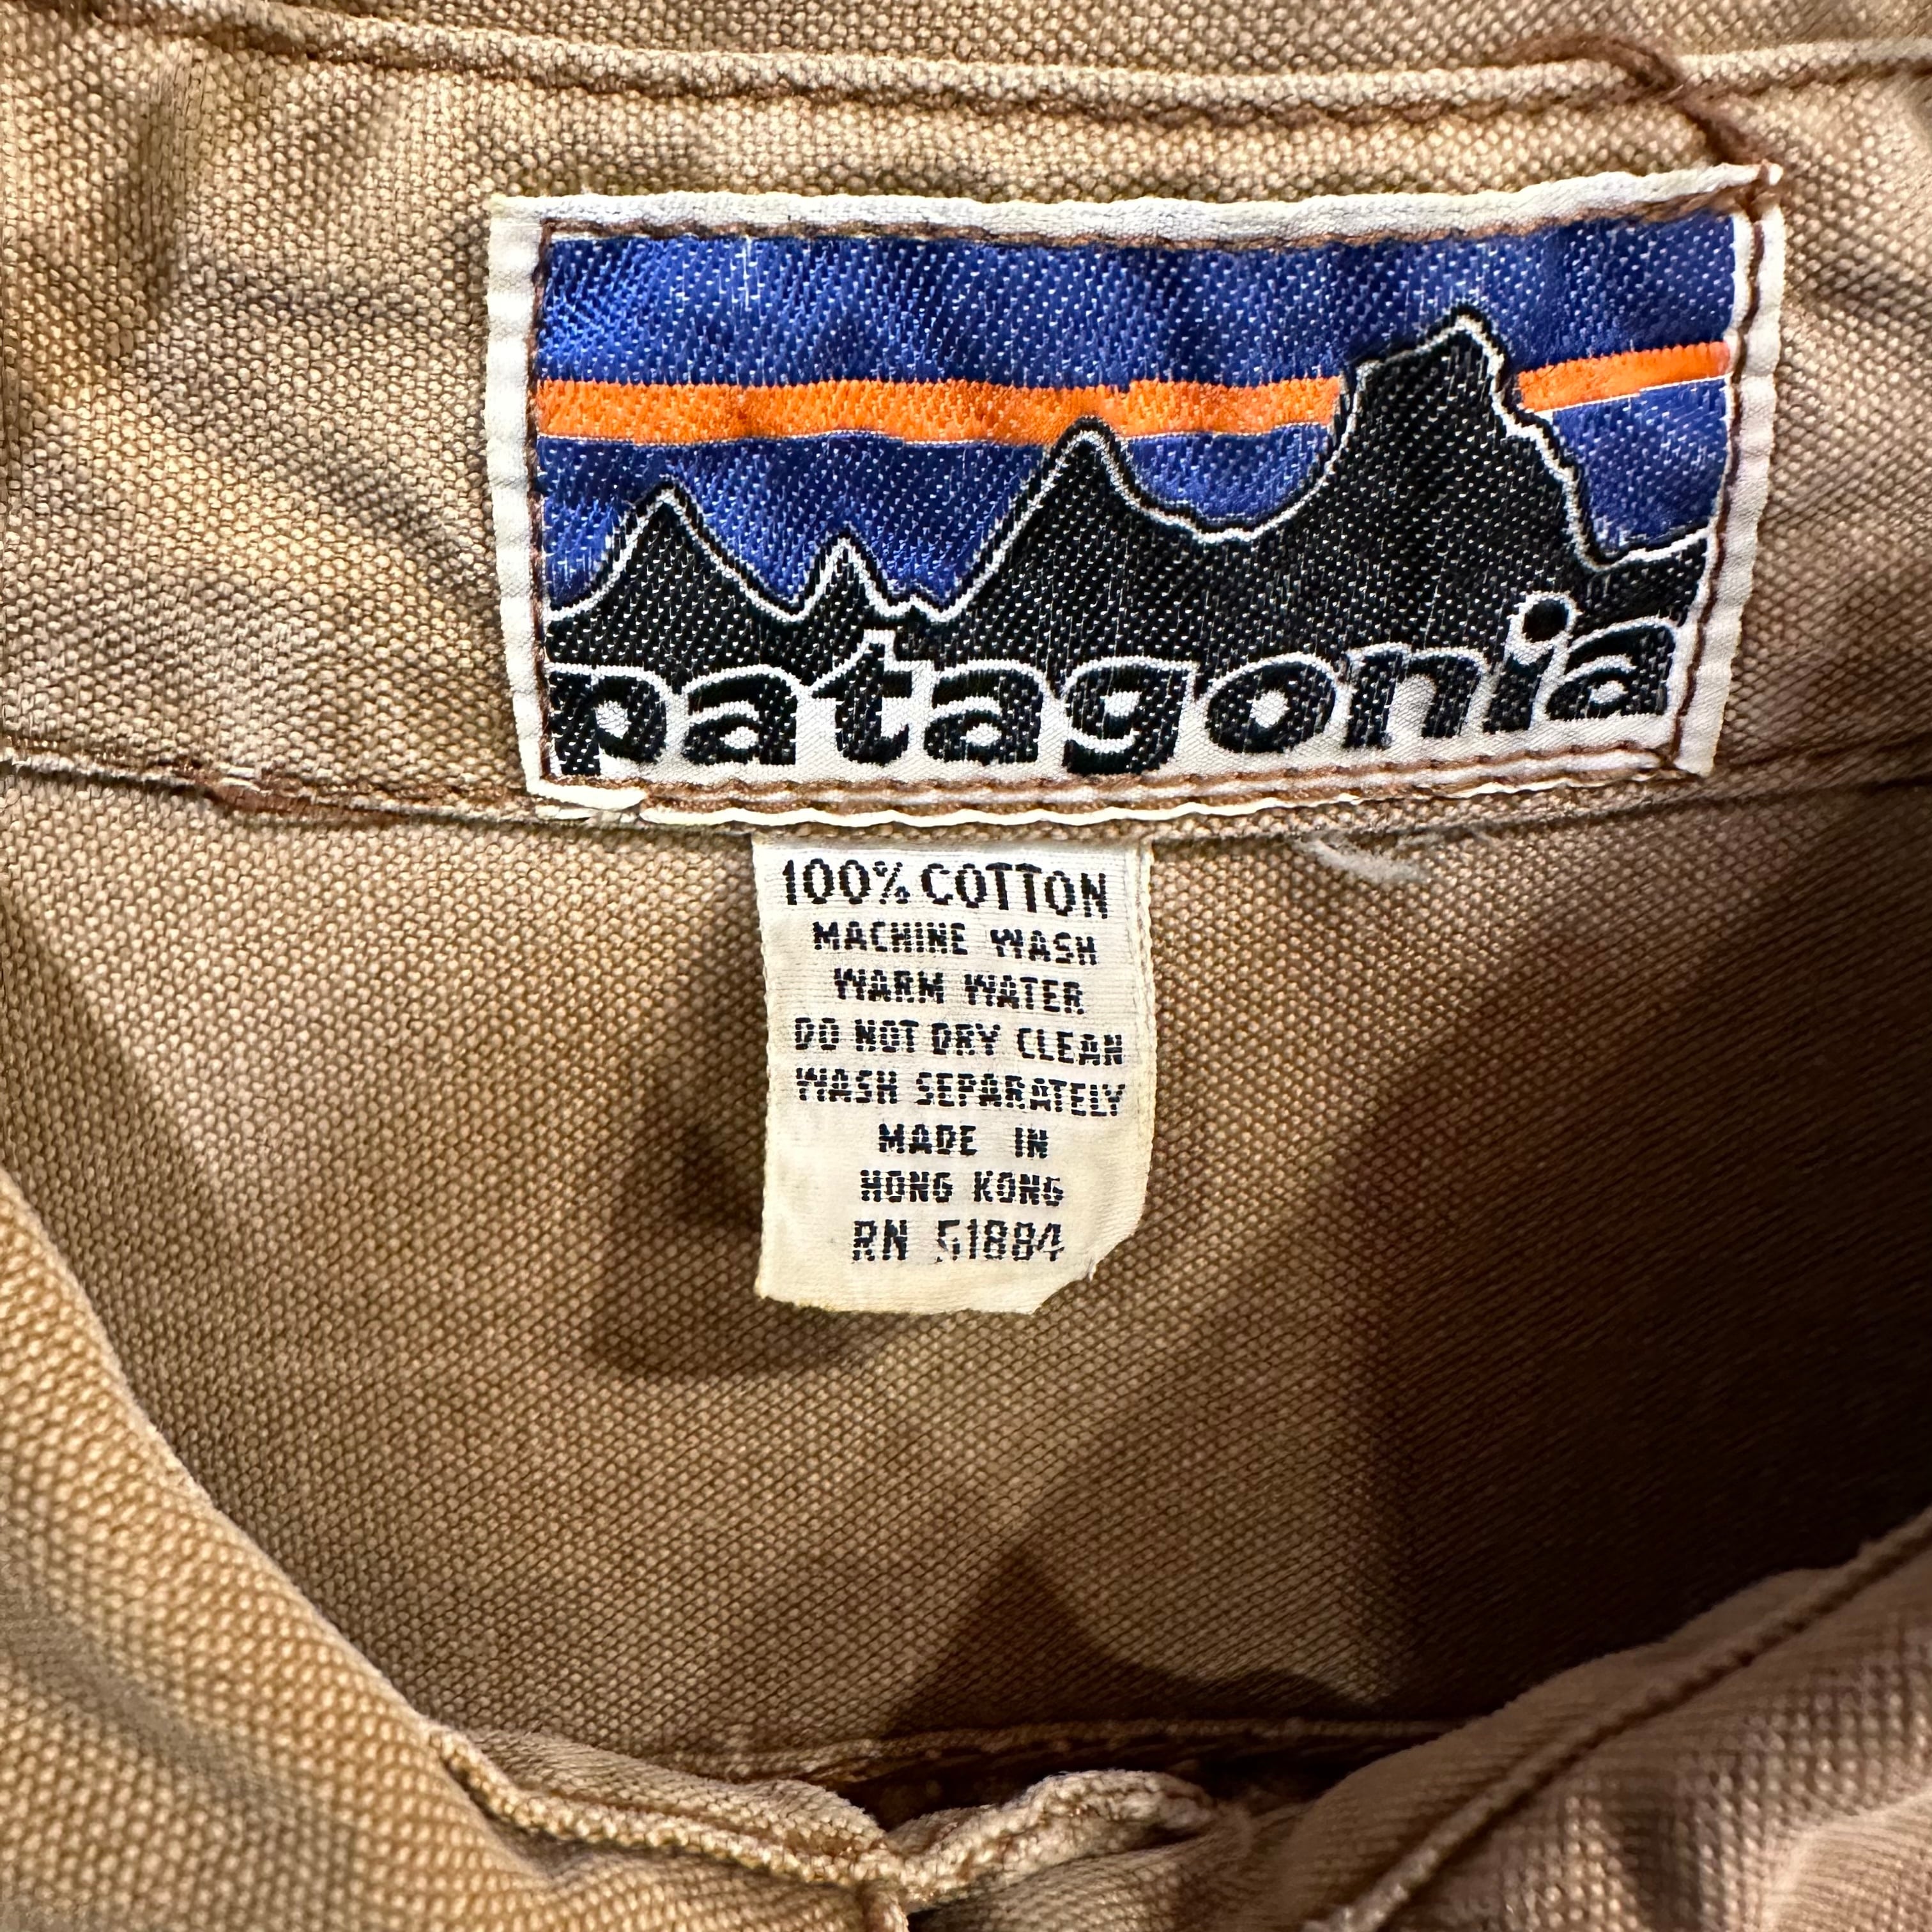 patagonia
100% COTTON
MACHINE WASH
WARM WATER
DO NOT DRY CLEAN
WASH SEPARATELY
MADE IN
HONG KONG
RN 51884